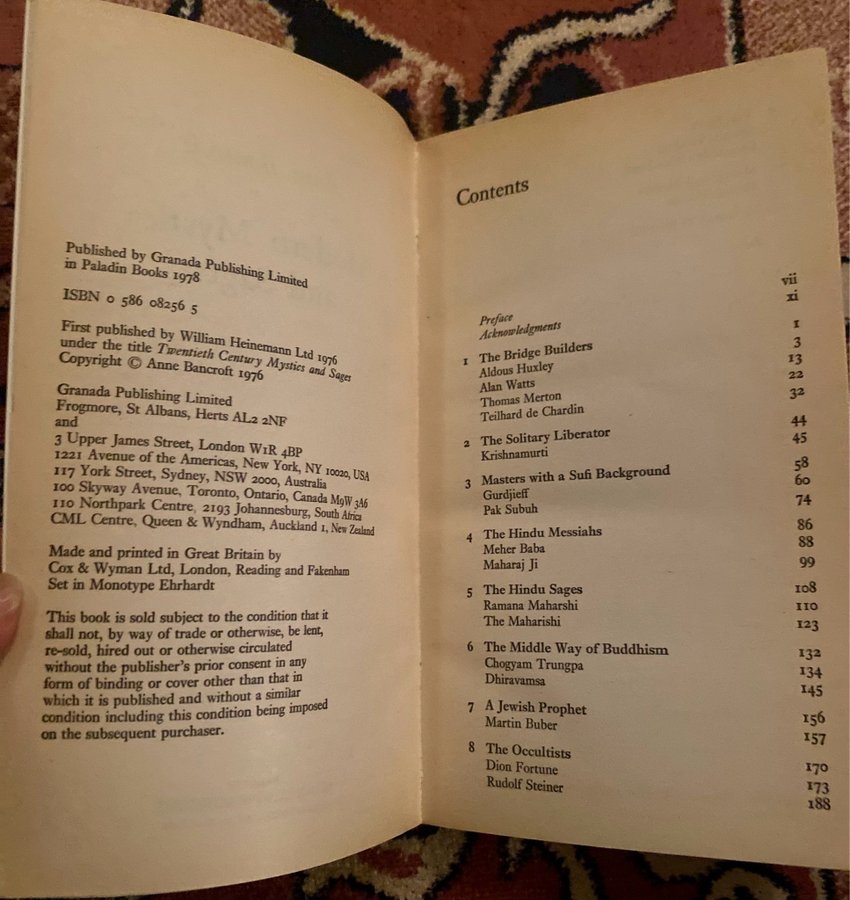 Published by Granada Publishing Limited
in Paladin Books 1978
ISBN 0 586 08256 5
First published by William Heinemann Ltd 1976
under the title Twentieth Century Mystics and Sages
Copyright © Anne Bancroft 1976
Granada Publishing Limited
Frogmore, St Albans, Herts AL2 2NF
and
3 Upper James Street, London W1R 4BP
1221 Avenue of the Americas, New York, NY 10020, USA
117 York Street, Sydney, NSW 2000, Australia
100 Skyway Avenue, Toronto, Ontario, Canada M9W 3A6
110 Northpark Centre, 2193 Johannesburg, South Africa
CML Centre, Queen & Wyndham, Auckland 1, New Zealand
Made and printed in Great Britain by
Cox & Wyman Ltd, London, Reading and Fakenham
Set in Monotype Ehrhardt
This book is sold subject to the condition that it
shall not, by way of trade or otherwise, be lent,
re-sold, hired out or otherwise circulated
without the publisher's prior consent in any
form of binding or cover other than that in
which it is published and without a similar
condition including this condition being imposed
on the subsequent purchaser.
Contents
Preface vii
Acknowledgments xi
1 The Bridge Builders 1
Aldous Huxley 3
Alan Watts 13
Thomas Merton 22
Teilhard de Chardin 32
2 The Solitary Liberator 44
Krishnamurti 45
3 Masters with a Sufi Background 58
Gurdjieff 60
Pak Subuh 74
4 The Hindu Messiahs 86
Meher Baba 88
Maharaj Ji 99
5 The Hindu Sages 108
Ramana Maharshi 110
The Maharishi 123
6 The Middle Way of Buddhism 132
Chogyam Trungpa 134
Dhiravamsa 145
7 A Jewish Prophet 156
Martin Buber 157
8 The Occultists 170
Dion Fortune 173
Rudolf Steiner 188